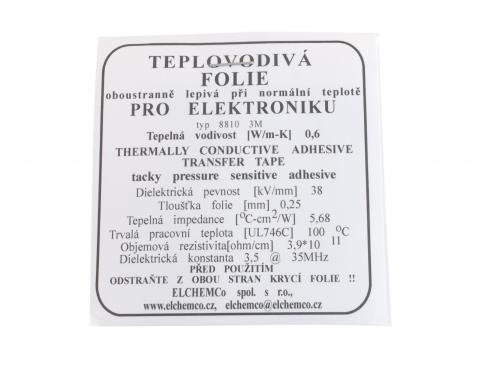 TEPLOVODIVÁ
FOLIE
oboustranně lepivá při normální teplotě
PRO ELEKTRONIKU
typ 8810 3M
Tepelná vodivost [W/m-K] 0,6
THERMALLY CONDUCTIVE ADHESIVE
TRANSFER TAPE
tacky pressure sensitive adhesive
Dielektrická pevnost [kV/mm] 38
Tloušťka folie [mm] 0,25
Tepelná impedance [°C-cm²/W] 5,68
Trvalá pracovní teplota [UL746C] 100 °C
Objemová rezistivita[ohm/cm] 3,9*10 11
Dielektrická konstanta 3,5 @ 35MHz
PŘED POUŽITÍM
ODSTRAŇTE Z OBOU STRAN KRYCÍ FOLIE !!
ELCHEMCo spol. s r.o.,
www.elchemco.cz, elchemco@elchemco.cz